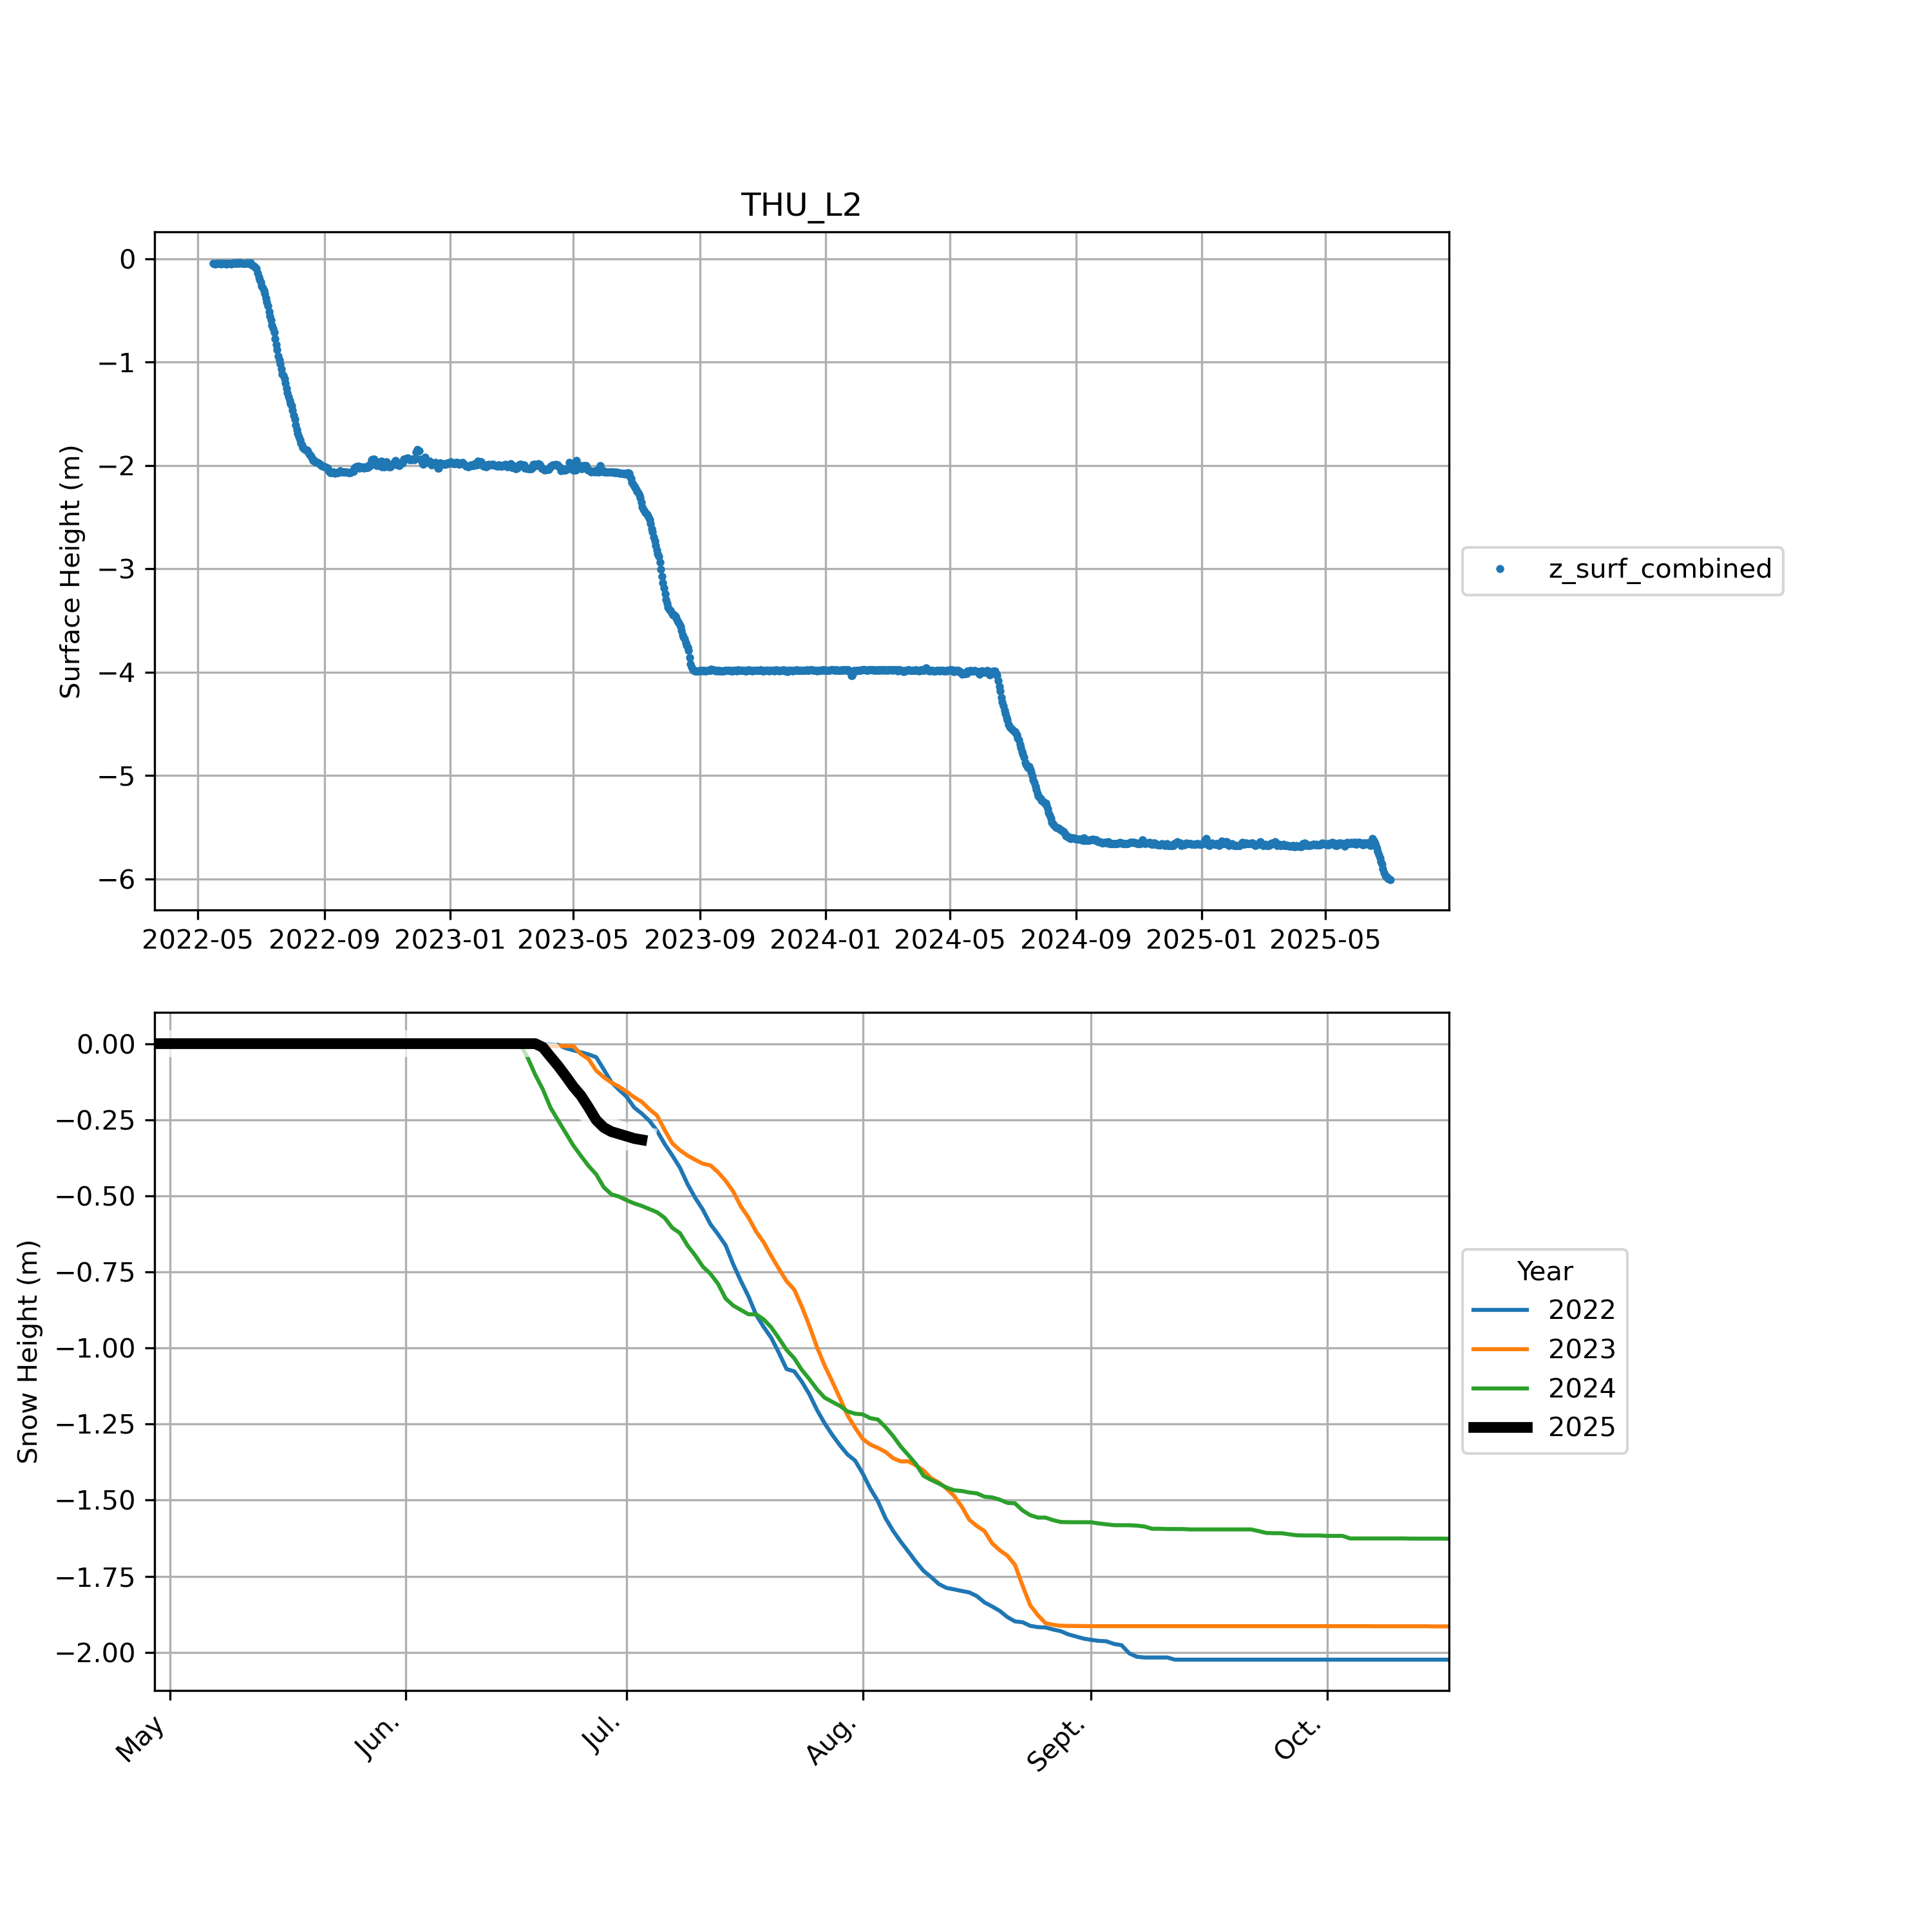 THU_L2
Surface Height (m)
0
−1
−2
−3
−4
−5
−6
2022-05 2022-09 2023-01 2023-05 2023-09 2024-01 2024-05 2024-09 2025-01 2025-05
z_surf_combined
Snow Height (m)
0.00
−0.25
−0.50
−0.75
−1.00
−1.25
−1.50
−1.75
−2.00
May Jun. Jul. Aug. Sept. Oct.
Year
2022
2023
2024
2025